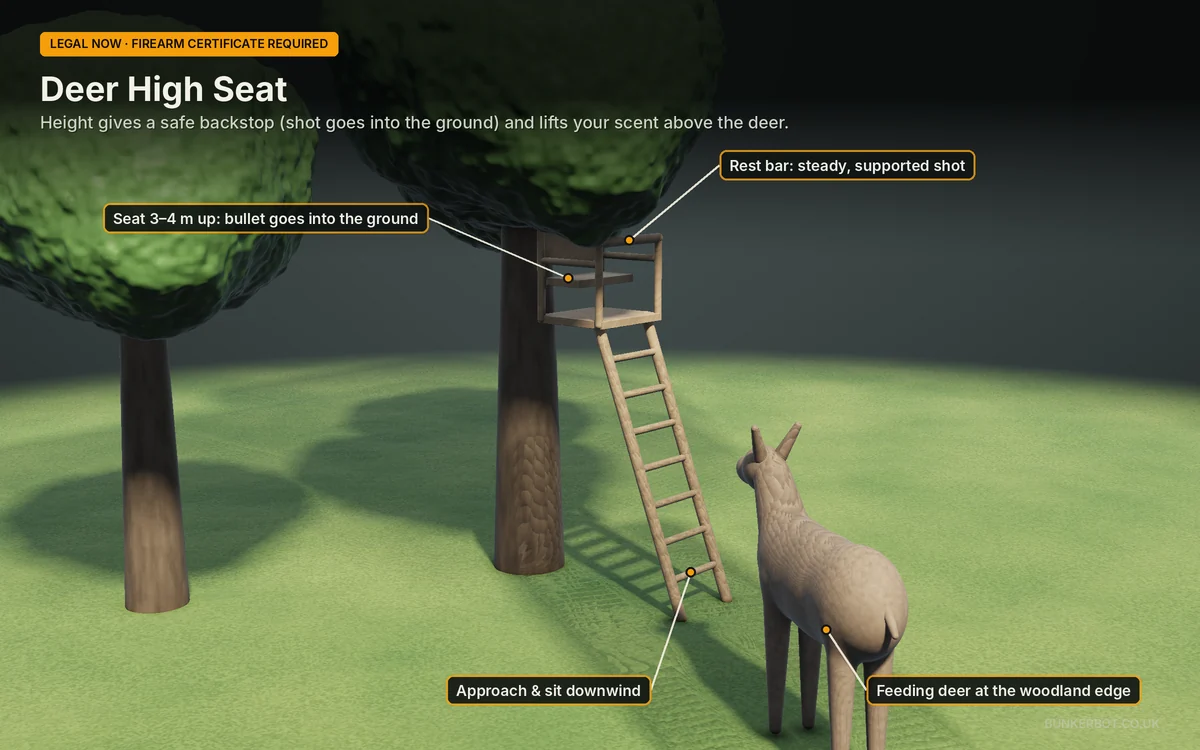 LEGAL NOW · FIREARM CERTIFICATE REQUIRED
Deer High Seat
Height gives a safe backstop (shot goes into the ground) and lifts your scent above the deer.
Rest bar: steady, supported shot
Seat 3–4 m up: bullet goes into the ground
Approach & sit downwind
Feeding deer at the woodland edge
BUNKERBOT.CO.UK